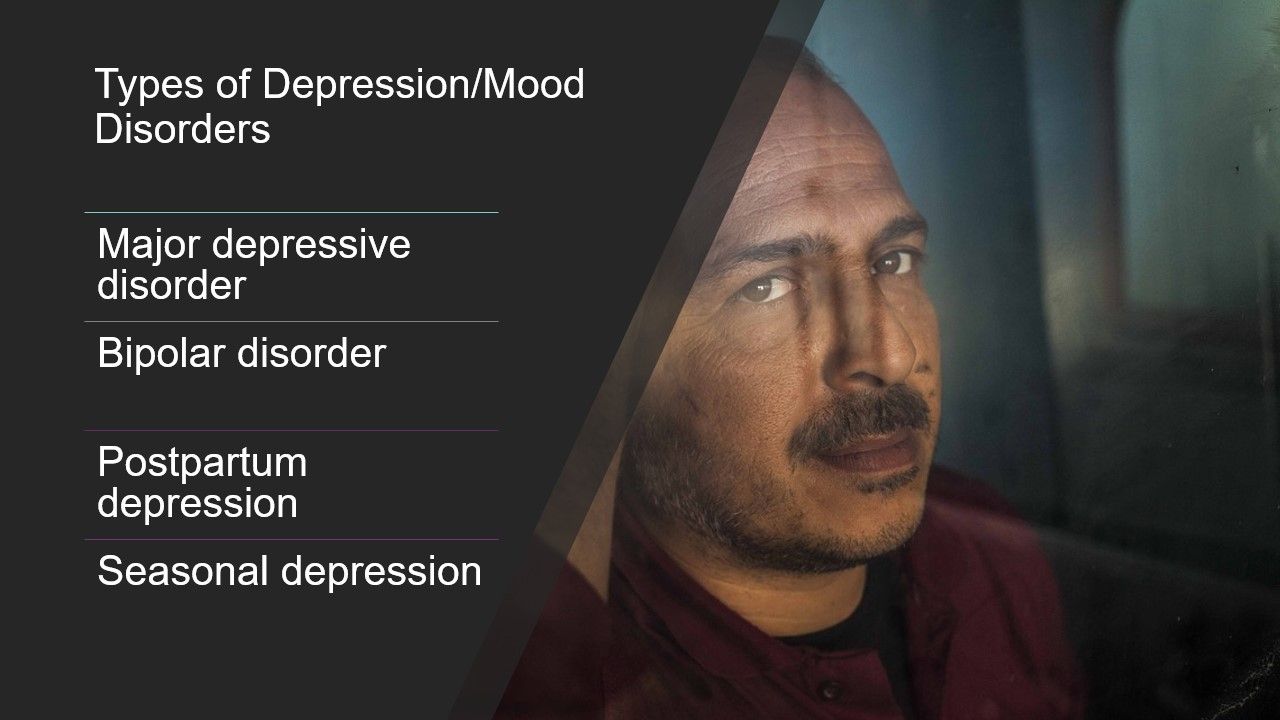 Types of Depression/Mood
Disorders
Major depressive
disorder
Bipolar disorder
Postpartum
depression
Seasonal depression